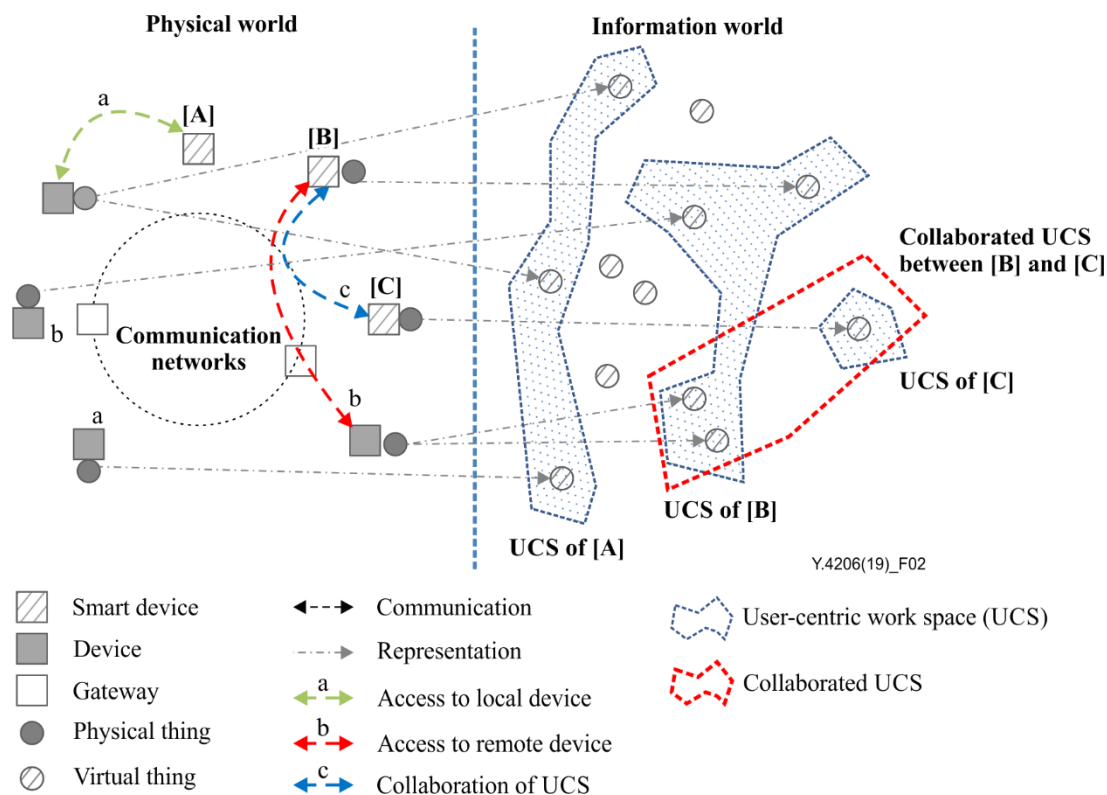 Physical world
Information world
a
[A]
[B]
Collaborated UCS
between [B] and [C]
c
[C]
b
Communication
networks
UCS of [C]
a
b
UCS of [B]
UCS of [A]
Y.4206(19)_F02
Smart device
Communication
User-centric work space (UCS)
Device
Representation
Gateway
a
Access to local device
Collaborated UCS
Physical thing
b
Access to remote device
Virtual thing
c
Collaboration of UCS